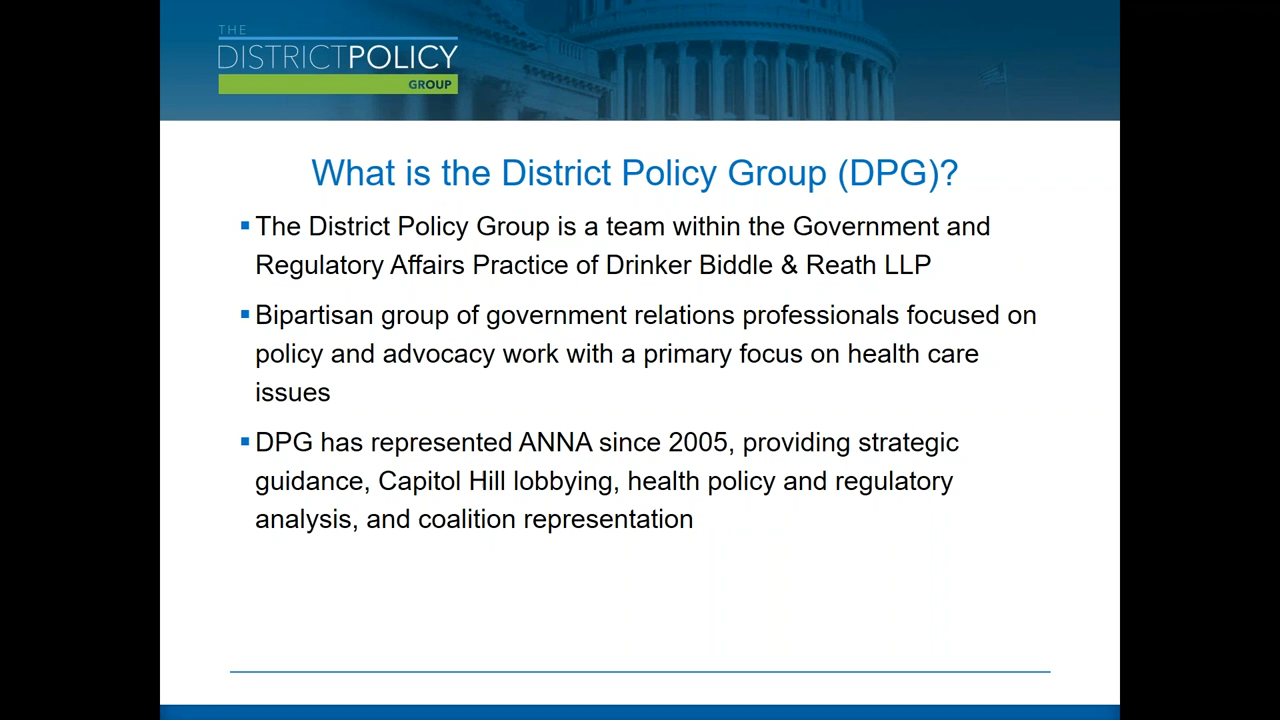 THE
DISTRICTPOLICY
GROUP
What is the District Policy Group (DPG)?
▪ The District Policy Group is a team within the Government and
Regulatory Affairs Practice of Drinker Biddle & Reath LLP
▪ Bipartisan group of government relations professionals focused on
policy and advocacy work with a primary focus on health care
issues
▪ DPG has represented ANNA since 2005, providing strategic
guidance, Capitol Hill lobbying, health policy and regulatory
analysis, and coalition representation